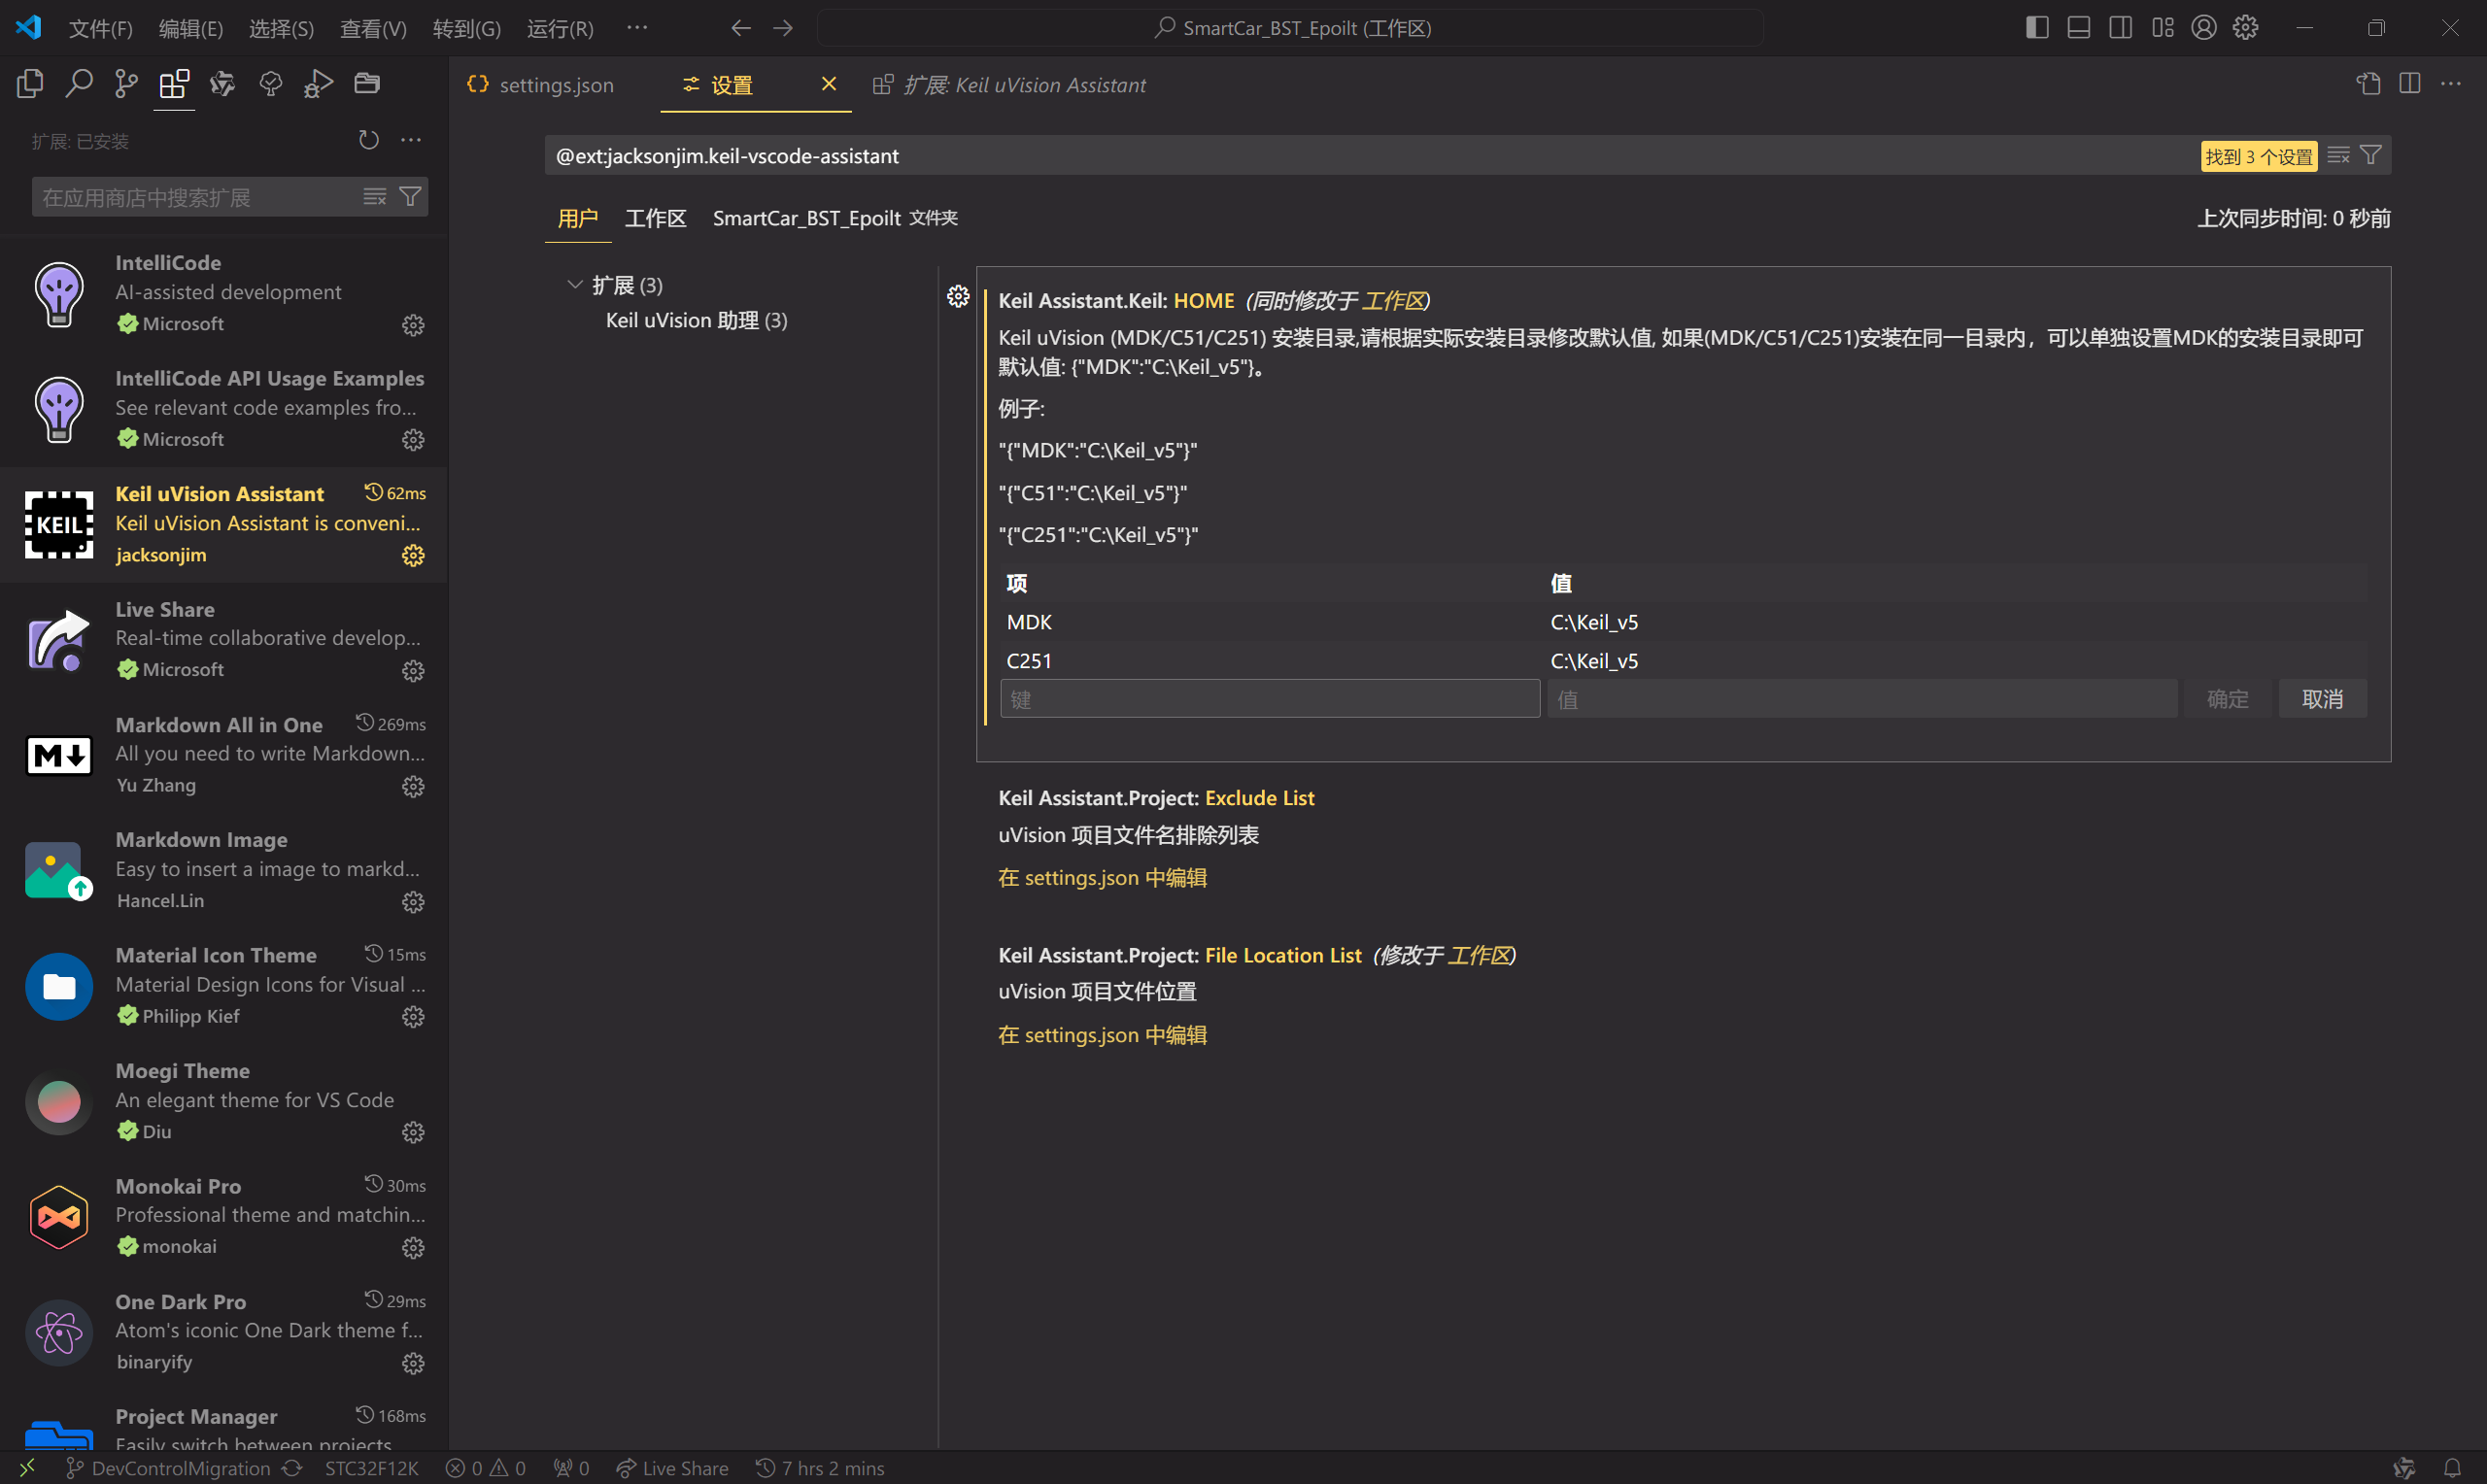 文件(F) 编辑(E) 选择(S) 查看(V) 转到(G) 运行(R) ···
SmartCar_BST_Epoilt (工作区)
扩展: 已安装
在应用商店中搜索扩展
IntelliCode
AI-assisted development
Microsoft
IntelliCode API Usage Examples
See relevant code examples fro...
Microsoft
Keil uVision Assistant 62ms
Keil uVision Assistant is conveni...
jacksonjim
KEIL
Live Share
Real-time collaborative develop...
Microsoft
Markdown All in One 269ms
All you need to write Markdown...
Yu Zhang
Markdown Image
Easy to insert a image to markd...
Hancel.Lin
Material Icon Theme 15ms
Material Design Icons for Visual ...
Philipp Kief
Moegi Theme
An elegant theme for VS Code
Diu
Monokai Pro 30ms
Professional theme and matchin...
monokai
One Dark Pro 29ms
Atom's iconic One Dark theme f...
binaryify
Project Manager 168ms
Easily switch between projects
settings.json 设置 扩展: Keil uVision Assistant
@ext:jacksonjim.keil-vscode-assistant 找到 3 个设置
用户 工作区 SmartCar_BST_Epoilt 文件夹 上次同步时间: 0 秒前
扩展 (3)
Keil uVision 助理 (3)
Keil Assistant.Keil: HOME (同时修改于 工作区)
Keil uVision (MDK/C51/C251) 安装目录,请根据实际安装目录修改默认值, 如果(MDK/C51/C251)安装在同一目录内，可以单独设置MDK的安装目录即可
默认值: {"MDK":"C:\Keil_v5"}。
例子:
"{"MDK":"C:\Keil_v5"}"
"{"C51":"C:\Keil_v5"}"
"{"C251":"C:\Keil_v5"}"
项 值
MDK C:\Keil_v5
C251 C:\Keil_v5
键 值 确定 取消
Keil Assistant.Project: Exclude List
uVision 项目文件名排除列表
在 settings.json 中编辑
Keil Assistant.Project: File Location List (修改于 工作区)
uVision 项目文件位置
在 settings.json 中编辑
DevControlMigration STC32F12K 0 0 0 Live Share 7 hrs 2 mins